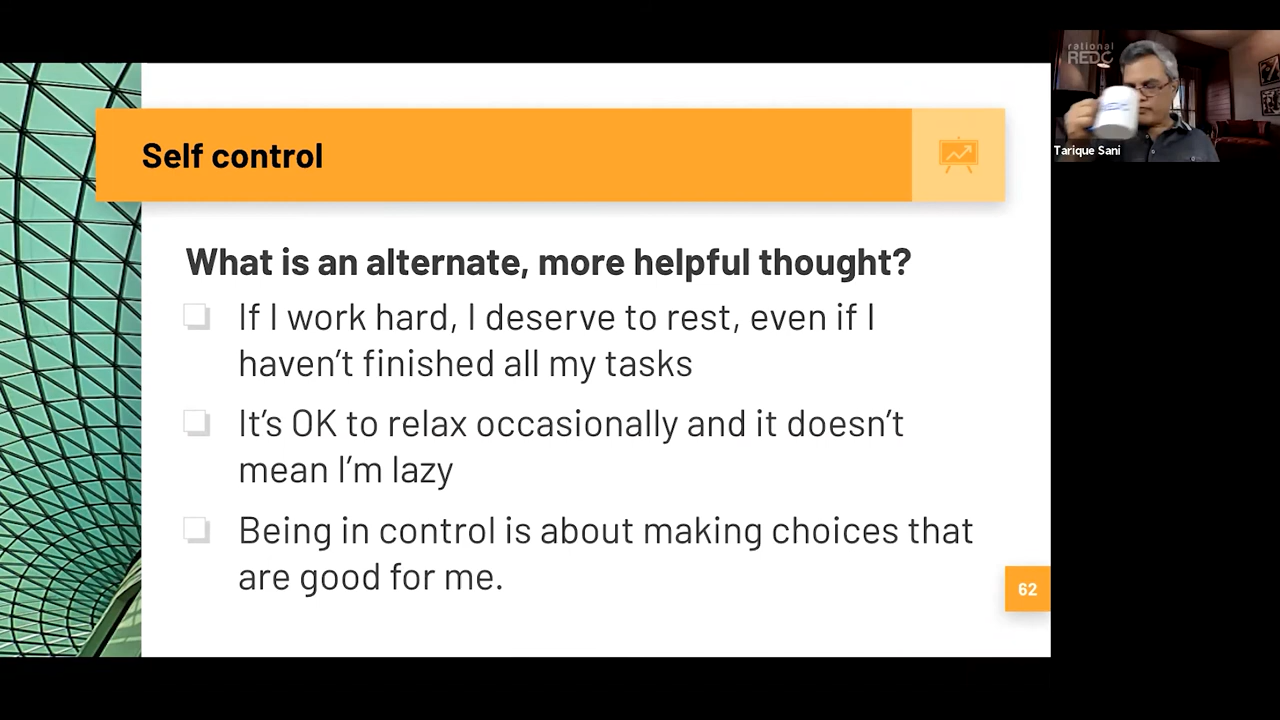 rational
REDC
Tarique Sani
Self control
What is an alternate, more helpful thought?
If I work hard, I deserve to rest, even if I
haven't finished all my tasks
It's OK to relax occasionally and it doesn't
mean I'm lazy
Being in control is about making choices that
are good for me.
62